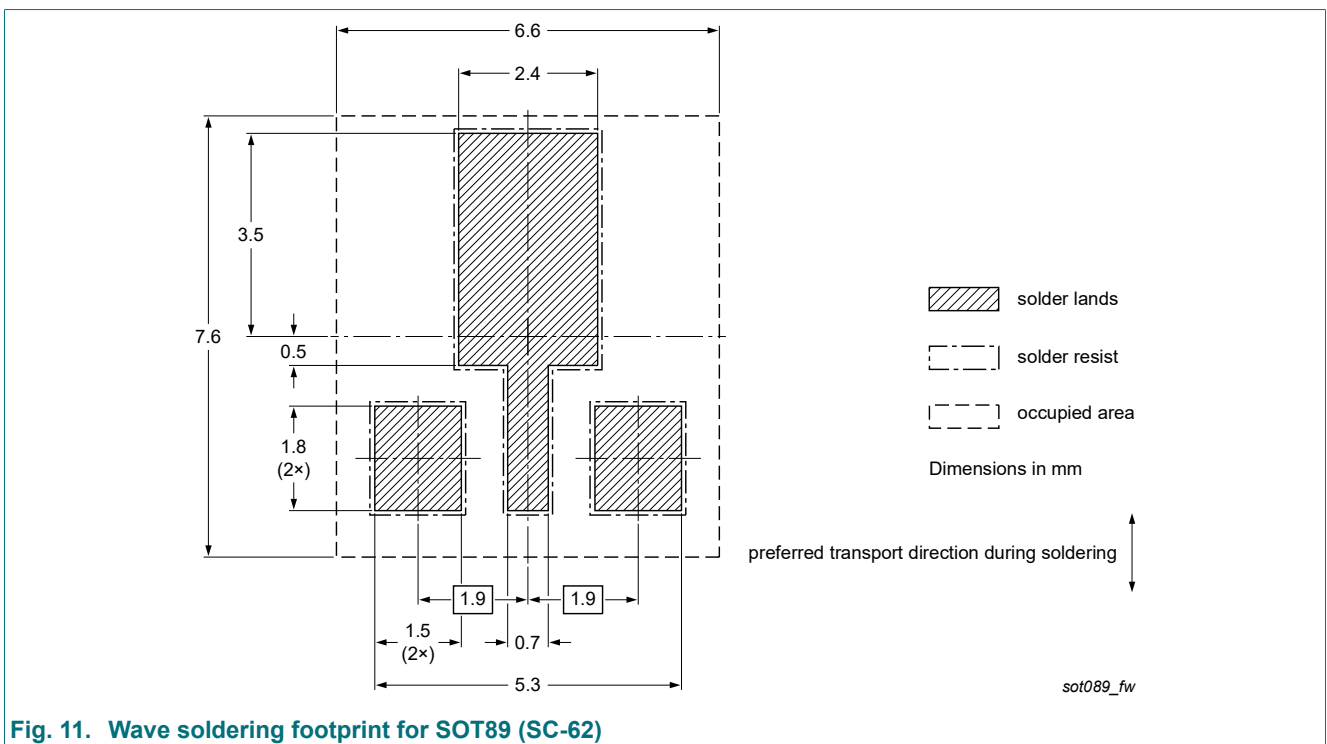 6.6
2.4
3.5
7.6
0.5
solder lands
solder resist
occupied area
1.8
(2×)
Dimensions in mm
preferred transport direction during soldering
1.9
1.9
1.5
(2×)
0.7
5.3
sot089_fw
Fig. 11. Wave soldering footprint for SOT89 (SC-62)